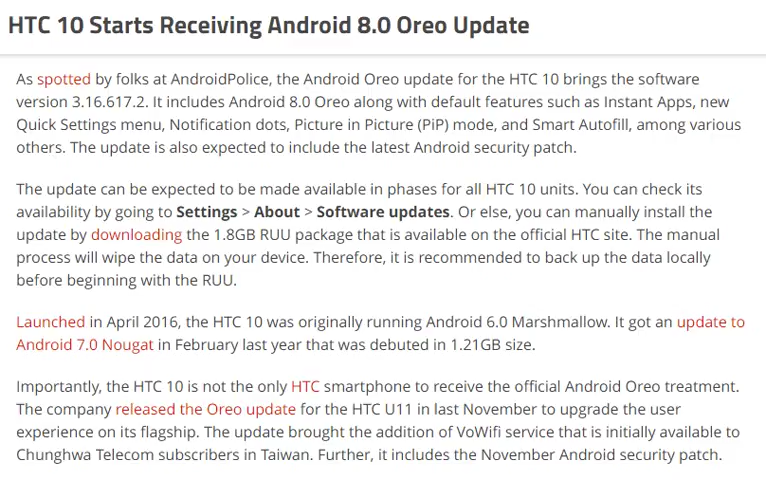 HTC 10 Starts Receiving Android 8.0 Oreo Update
As spotted by folks at AndroidPolice, the Android Oreo update for the HTC 10 brings the software
version 3.16.617.2. It includes Android 8.0 Oreo along with default features such as Instant Apps, new
Quick Settings menu, Notification dots, Picture in Picture (PiP) mode, and Smart Autofill, among various
others. The update is also expected to include the latest Android security patch.
The update can be expected to be made available in phases for all HTC 10 units. You can check its
availability by going to Settings > About > Software updates. Or else, you can manually install the
update by downloading the 1.8GB RUU package that is available on the official HTC site. The manual
process will wipe the data on your device. Therefore, it is recommended to back up the data locally
before beginning with the RUU.
Launched in April 2016, the HTC 10 was originally running Android 6.0 Marshmallow. It got an update to
Android 7.0 Nougat in February last year that was debuted in 1.21GB size.
Importantly, the HTC 10 is not the only HTC smartphone to receive the official Android Oreo treatment.
The company released the Oreo update for the HTC U11 in last November to upgrade the user
experience on its flagship. The update brought the addition of VoWifi service that is initially available to
Chunghwa Telecom subscribers in Taiwan. Further, it includes the November Android security patch.